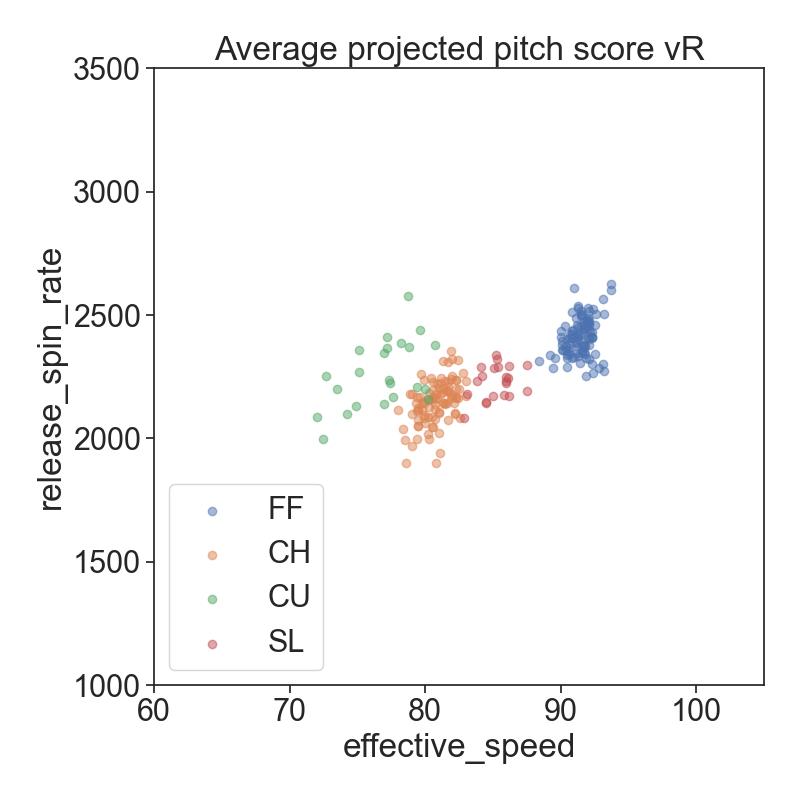 Average projected pitch score vR
3500
3000
2500
2000
1500
1000
release_spin_rate
FF
CH
CU
SL
60 70 80 90 100
effective_speed